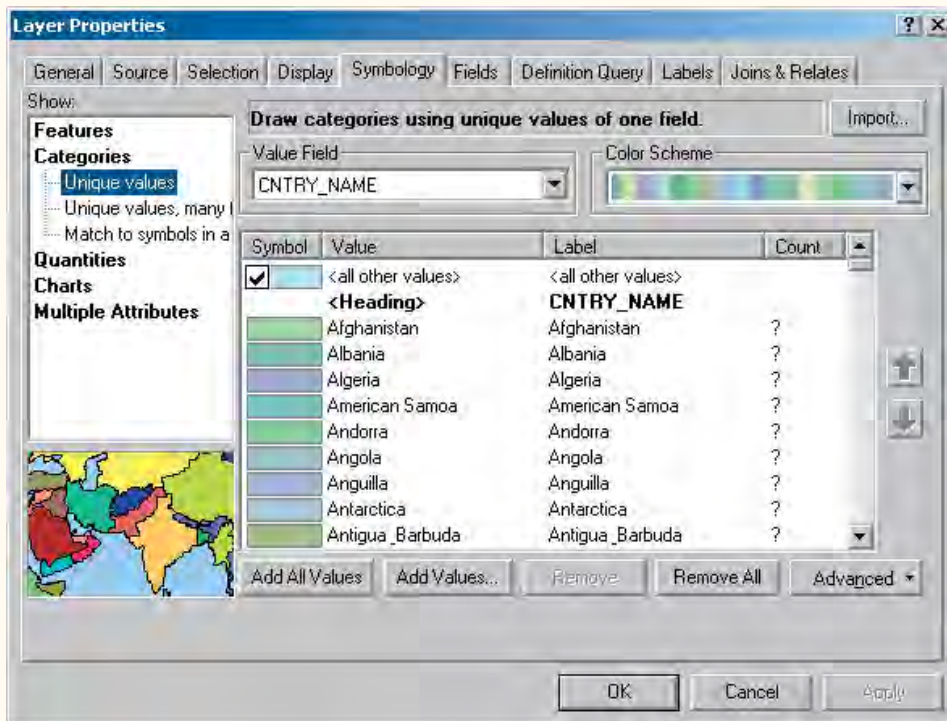 Layer Properties
General Source Selection Display Symbology Fields Definition Query Labels Joins & Relates
Show:
Features
Categories
Unique values
Unique values, many f
Match to symbols in a
Quantities
Charts
Multiple Attributes
Draw categories using unique values of one field.
Import...
Value Field
CNTRY_NAME
Color Scheme
Symbol Value Label Count
<all other values> <all other values>
<Heading> CNTRY_NAME
Afghanistan Afghanistan ?
Albania Albania ?
Algeria Algeria ?
American Samoa American Samoa ?
Andorra Andorra ?
Angola Angola ?
Anguilla Anguilla ?
Antarctica Antarctica ?
Antigua_Barbuda Antigua_Barbuda ?
Add All Values Add Values... Remove Remove All Advanced
OK Cancel Apply